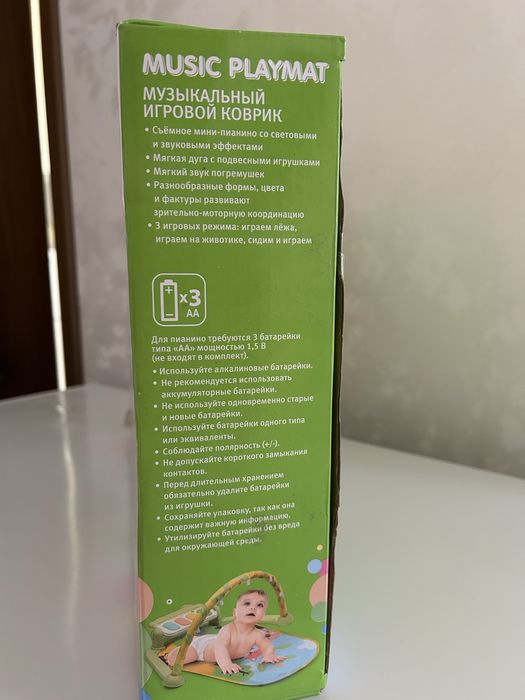 MUSIC PLAYMAT
МУЗЫКАЛЬНЫЙ
ИГРОВОЙ КОВРИК
• Съёмное мини-пианино со световыми
и звуковыми эффектами
• Мягкая дуга с подвесными игрушками
• Мягкий звук погремушек
• Разнообразные формы, цвета
и фактуры развивают
зрительно-моторную координацию
• 3 игровых режима: играем лёжа,
играем на животике, сидим и играем
x3
AA
Для пианино требуются 3 батарейки
типа «АА» мощностью 1,5 В
(не входят в комплект).
• Используйте алкалиновые батарейки.
• Не рекомендуется использовать
аккумуляторные батарейки.
• Не используйте одновременно старые
и новые батарейки.
• Используйте батарейки одного типа
или эквиваленты.
• Соблюдайте полярность (+/-).
• Не допускайте короткого замыкания
контактов.
• Перед длительным хранением
обязательно удалите батарейки
из игрушки.
• Сохраняйте упаковку, так как она
содержит важную информацию.
• Утилизируйте батарейки без вреда
для окружающей среды.